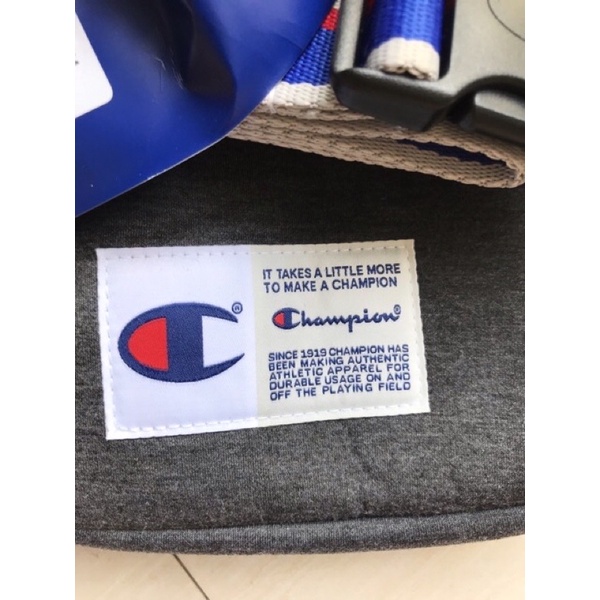 IT TAKES A LITTLE MORE
TO MAKE A CHAMPION
Champion®
SINCE 1919 CHAMPION HAS
BEEN MAKING AUTHENTIC
ATHLETIC APPAREL FOR
DURABLE USAGE ON AND
OFF THE PLAYING FIELD